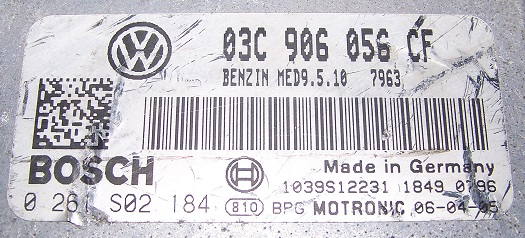 03C 906 056 CF
BENZIN MED9.5.10 7963
BOSCH
Made in Germany
1039S12231 1849 0796
0 261 S02 184 810 BPG MOTRONIC 06-04-05